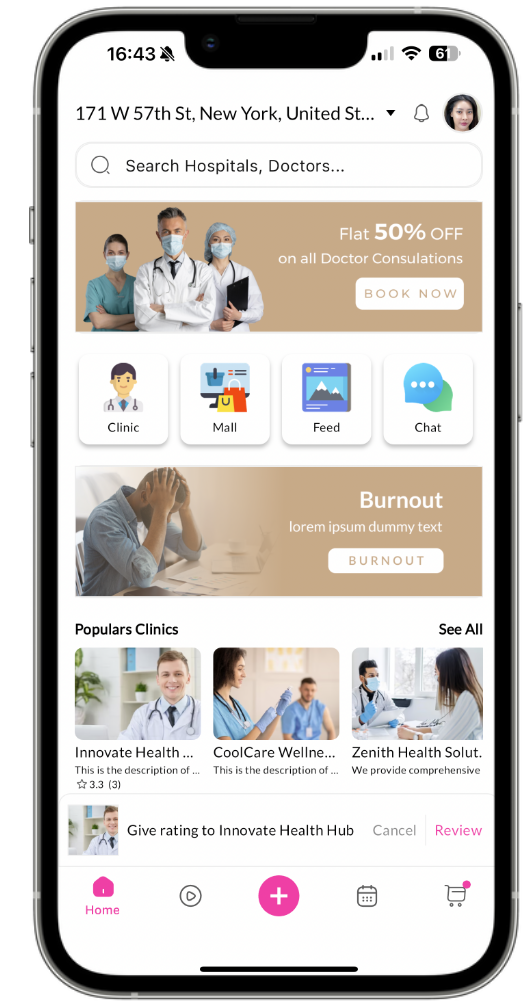 16:43
61
171 W 57th St, New York, United St...
Search Hospitals, Doctors...
Flat 50% OFF
on all Doctor Consulations
BOOK NOW
Clinic
Mall
Feed
Chat
Burnout
lorem ipsum dummy text
BURNOUT
Populars Clinics
See All
Innovate Health ...
CoolCare Wellne...
Zenith Health Solut.
This is the description of ...
This is the description of ...
We provide comprehensive
3.3 (3)
Give rating to Innovate Health Hub
Cancel
Review
Home